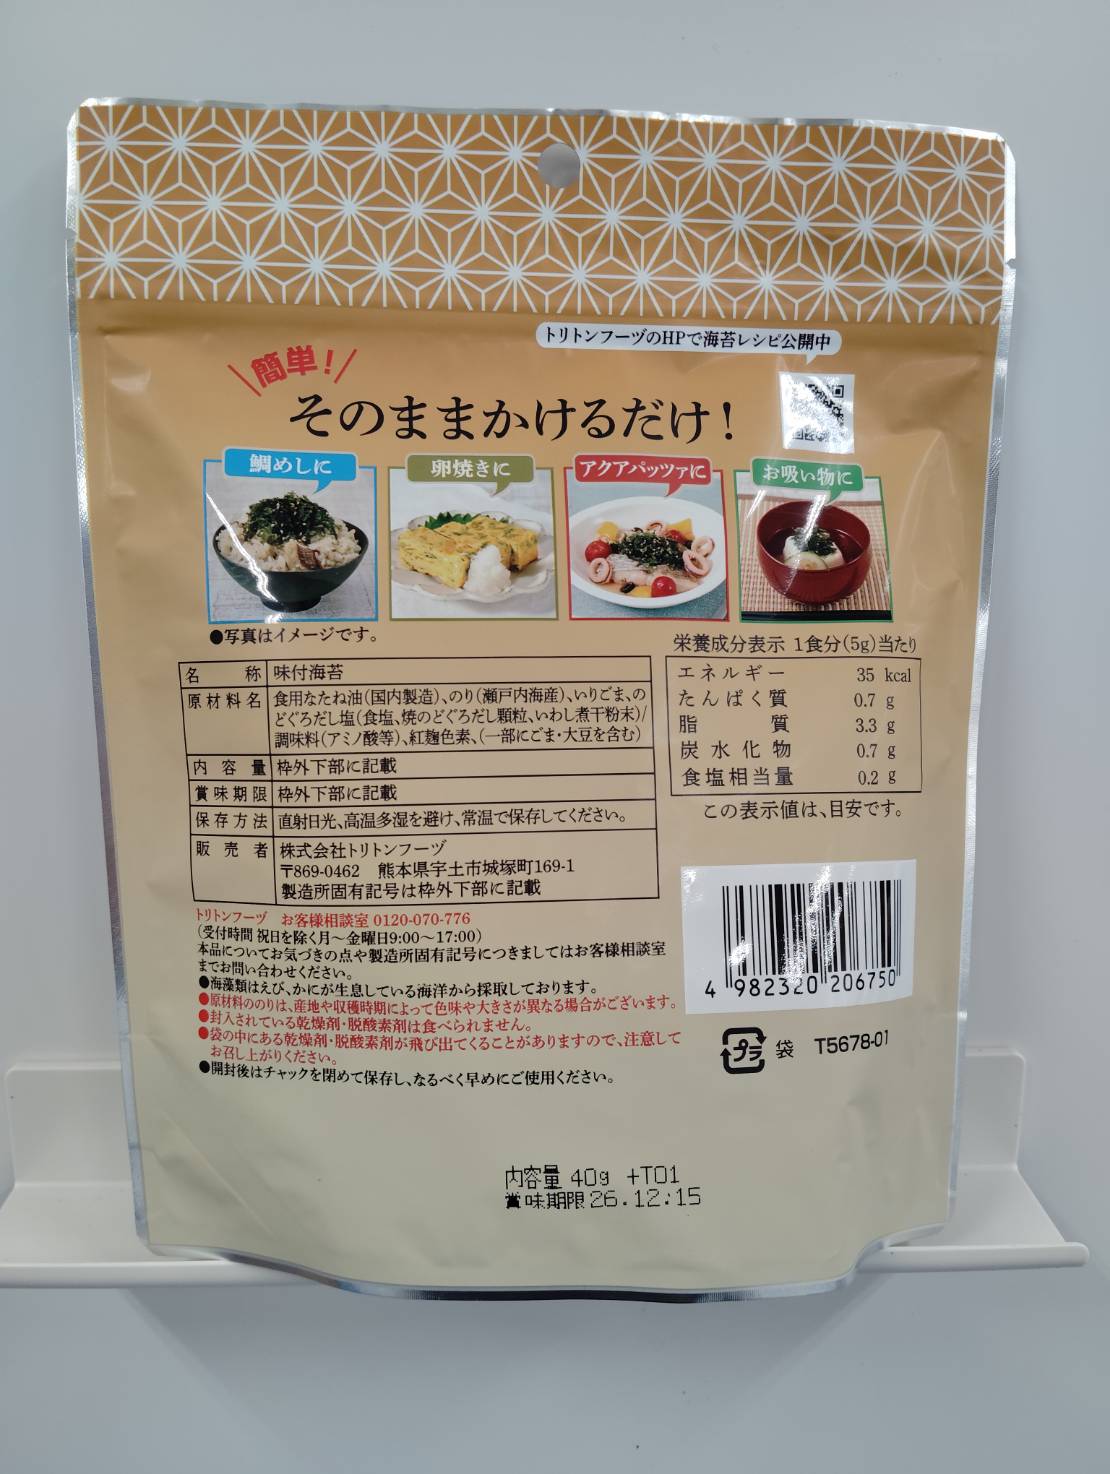 トリトンフーヅのHPで海苔レシピ公開中
簡単!
そのままかけるだけ!
鯛めしに
卵焼きに
アクアパッツァに
お吸い物に
●写真はイメージです。
名称 味付海苔
原材料名 食用なたね油(国内製造)、のり(瀬戸内海産)、いりごま、の
どぐろだし塩(食塩、焼のどぐろだし顆粒、いわし煮干粉末)/
調味料(アミノ酸等)、紅麹色素、(一部にごま・大豆を含む)
内容量 枠外下部に記載
賞味期限 枠外下部に記載
保存方法 直射日光、高温多湿を避け、常温で保存してください。
販売者 株式会社トリトンフーヅ
〒869-0462 熊本県宇土市城塚町169-1
製造所固有記号は枠外下部に記載
栄養成分表示 1食分(5g)当たり
エネルギー 35 kcal
たんぱく質 0.7 g
脂質 3.3 g
炭水化物 0.7 g
食塩相当量 0.2 g
この表示値は、目安です。
トリトンフーヅ お客様相談室 0120-070-776
(受付時間 祝日を除く月～金曜日9:00～17:00)
本品についてお気づきの点や製造所固有記号につきましてはお客様相談室
までお問い合わせください。
●海藻類はえび、かにが生息している海洋から採取しております。
●原材料ののりは、産地や収穫時期によって色味や大きさが異なる場合がございます。
●封入されている乾燥剤・脱酸素剤は食べられません。
●袋の中にある乾燥剤・脱酸素剤が飛び出てくることがありますので、注意して
お召し上がりください。
●開封後はチャックを閉めて保存し、なるべく早めにご使用ください。
4 982320 206750
プラ 袋 T5678-01
内容量 40g +T01
賞味期限 26.12.15